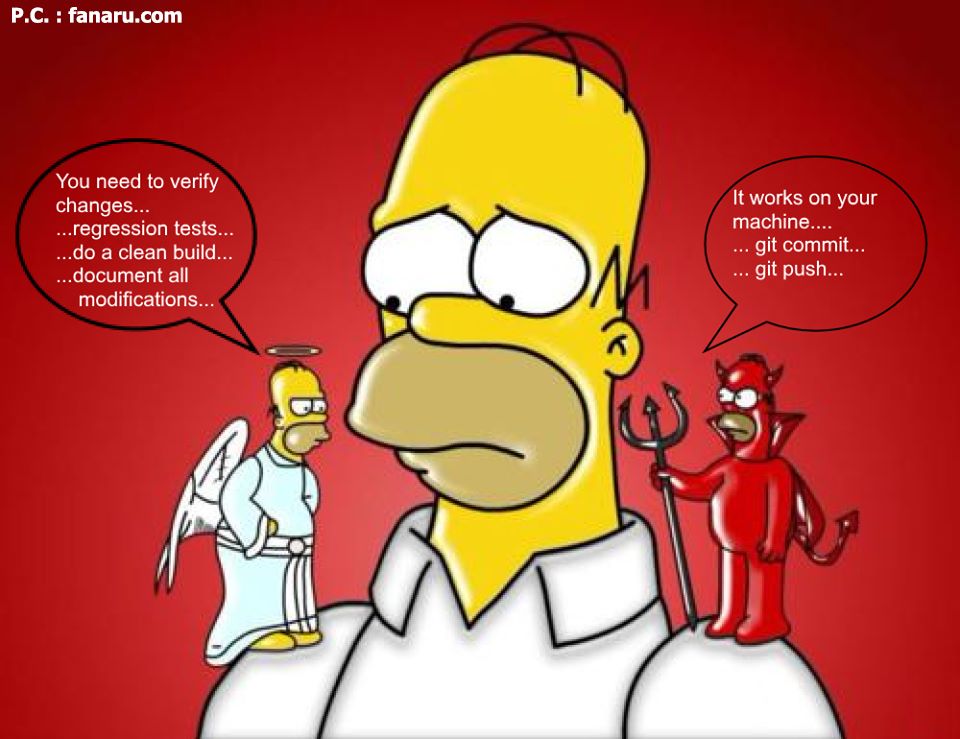 P.C. : fanaru.com
You need to verify
changes...
...regression tests...
...do a clean build...
...document all
modifications...
It works on your
machine....
... git commit...
... git push...